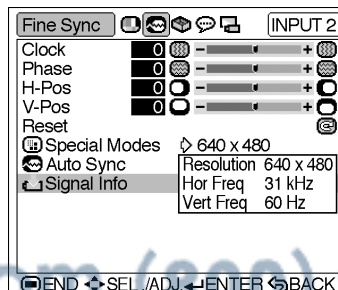 Fine Sync INPUT 2
Clock 0 - +
Phase 0 - +
H-Pos 0 - +
V-Pos 0 - +
Reset
Special Modes 640 x 480
Auto Sync Resolution 640 x 480
Signal Info Hor Freq 31 kHz
Vert Freq 60 Hz
END SEL./ADJ. ENTER BACK